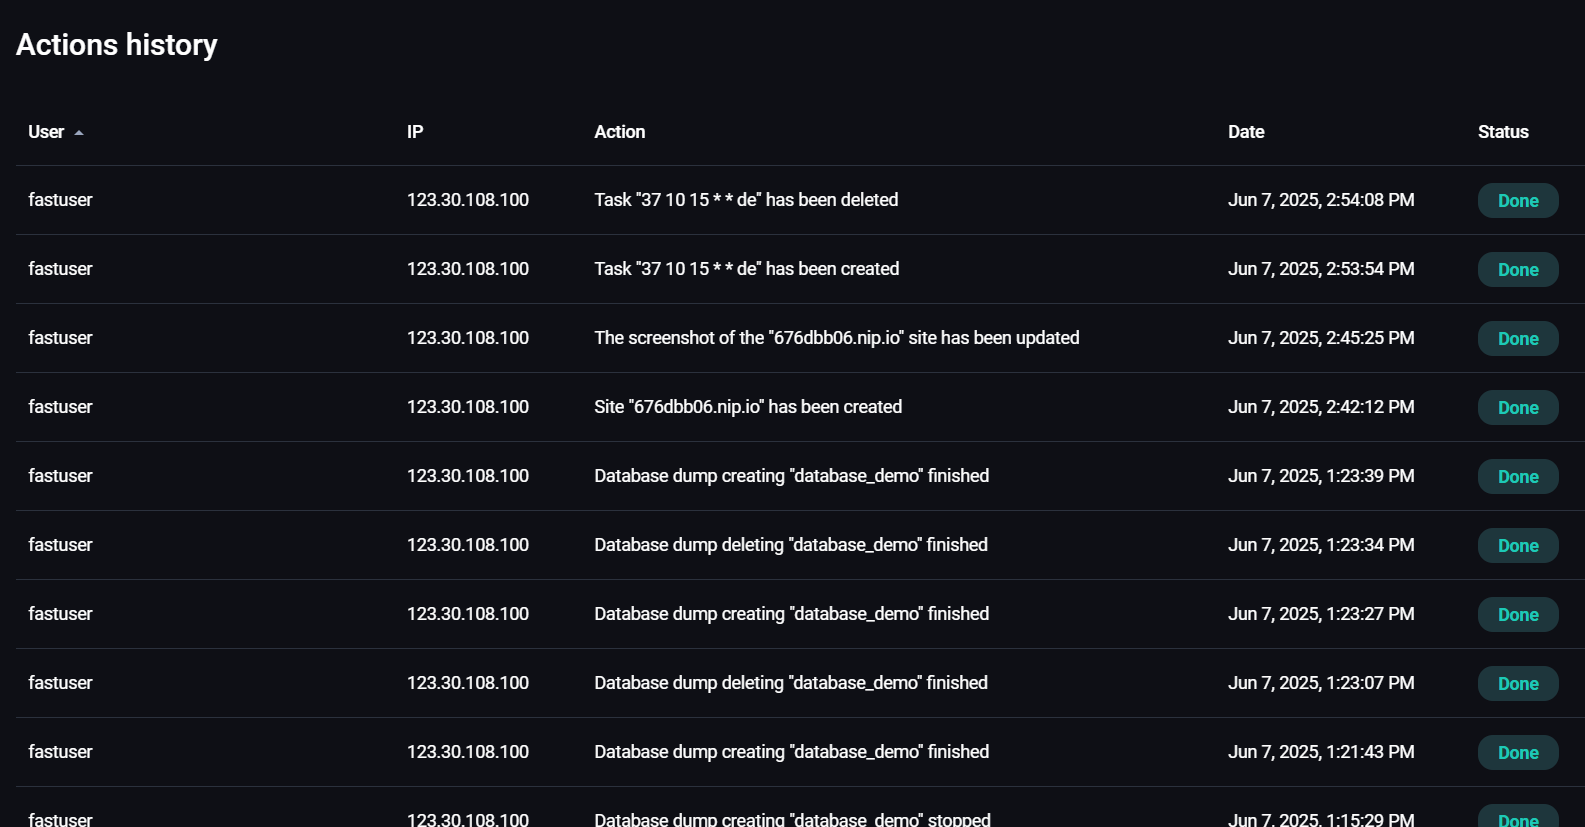 Actions history
User IP Action Date Status
fastuser 123.30.108.100 Task "37 10 15 * * de" has been deleted Jun 7, 2025, 2:54:08 PM Done
fastuser 123.30.108.100 Task "37 10 15 * * de" has been created Jun 7, 2025, 2:53:54 PM Done
fastuser 123.30.108.100 The screenshot of the "676dbb06.nip.io" site has been updated Jun 7, 2025, 2:45:25 PM Done
fastuser 123.30.108.100 Site "676dbb06.nip.io" has been created Jun 7, 2025, 2:42:12 PM Done
fastuser 123.30.108.100 Database dump creating "database_demo" finished Jun 7, 2025, 1:23:39 PM Done
fastuser 123.30.108.100 Database dump deleting "database_demo" finished Jun 7, 2025, 1:23:34 PM Done
fastuser 123.30.108.100 Database dump creating "database_demo" finished Jun 7, 2025, 1:23:27 PM Done
fastuser 123.30.108.100 Database dump deleting "database_demo" finished Jun 7, 2025, 1:23:07 PM Done
fastuser 123.30.108.100 Database dump creating "database_demo" finished Jun 7, 2025, 1:21:43 PM Done
fastuser 123.30.108.100 Database dump creating "database_demo" stopped Jun 7, 2025, 1:15:29 PM Done